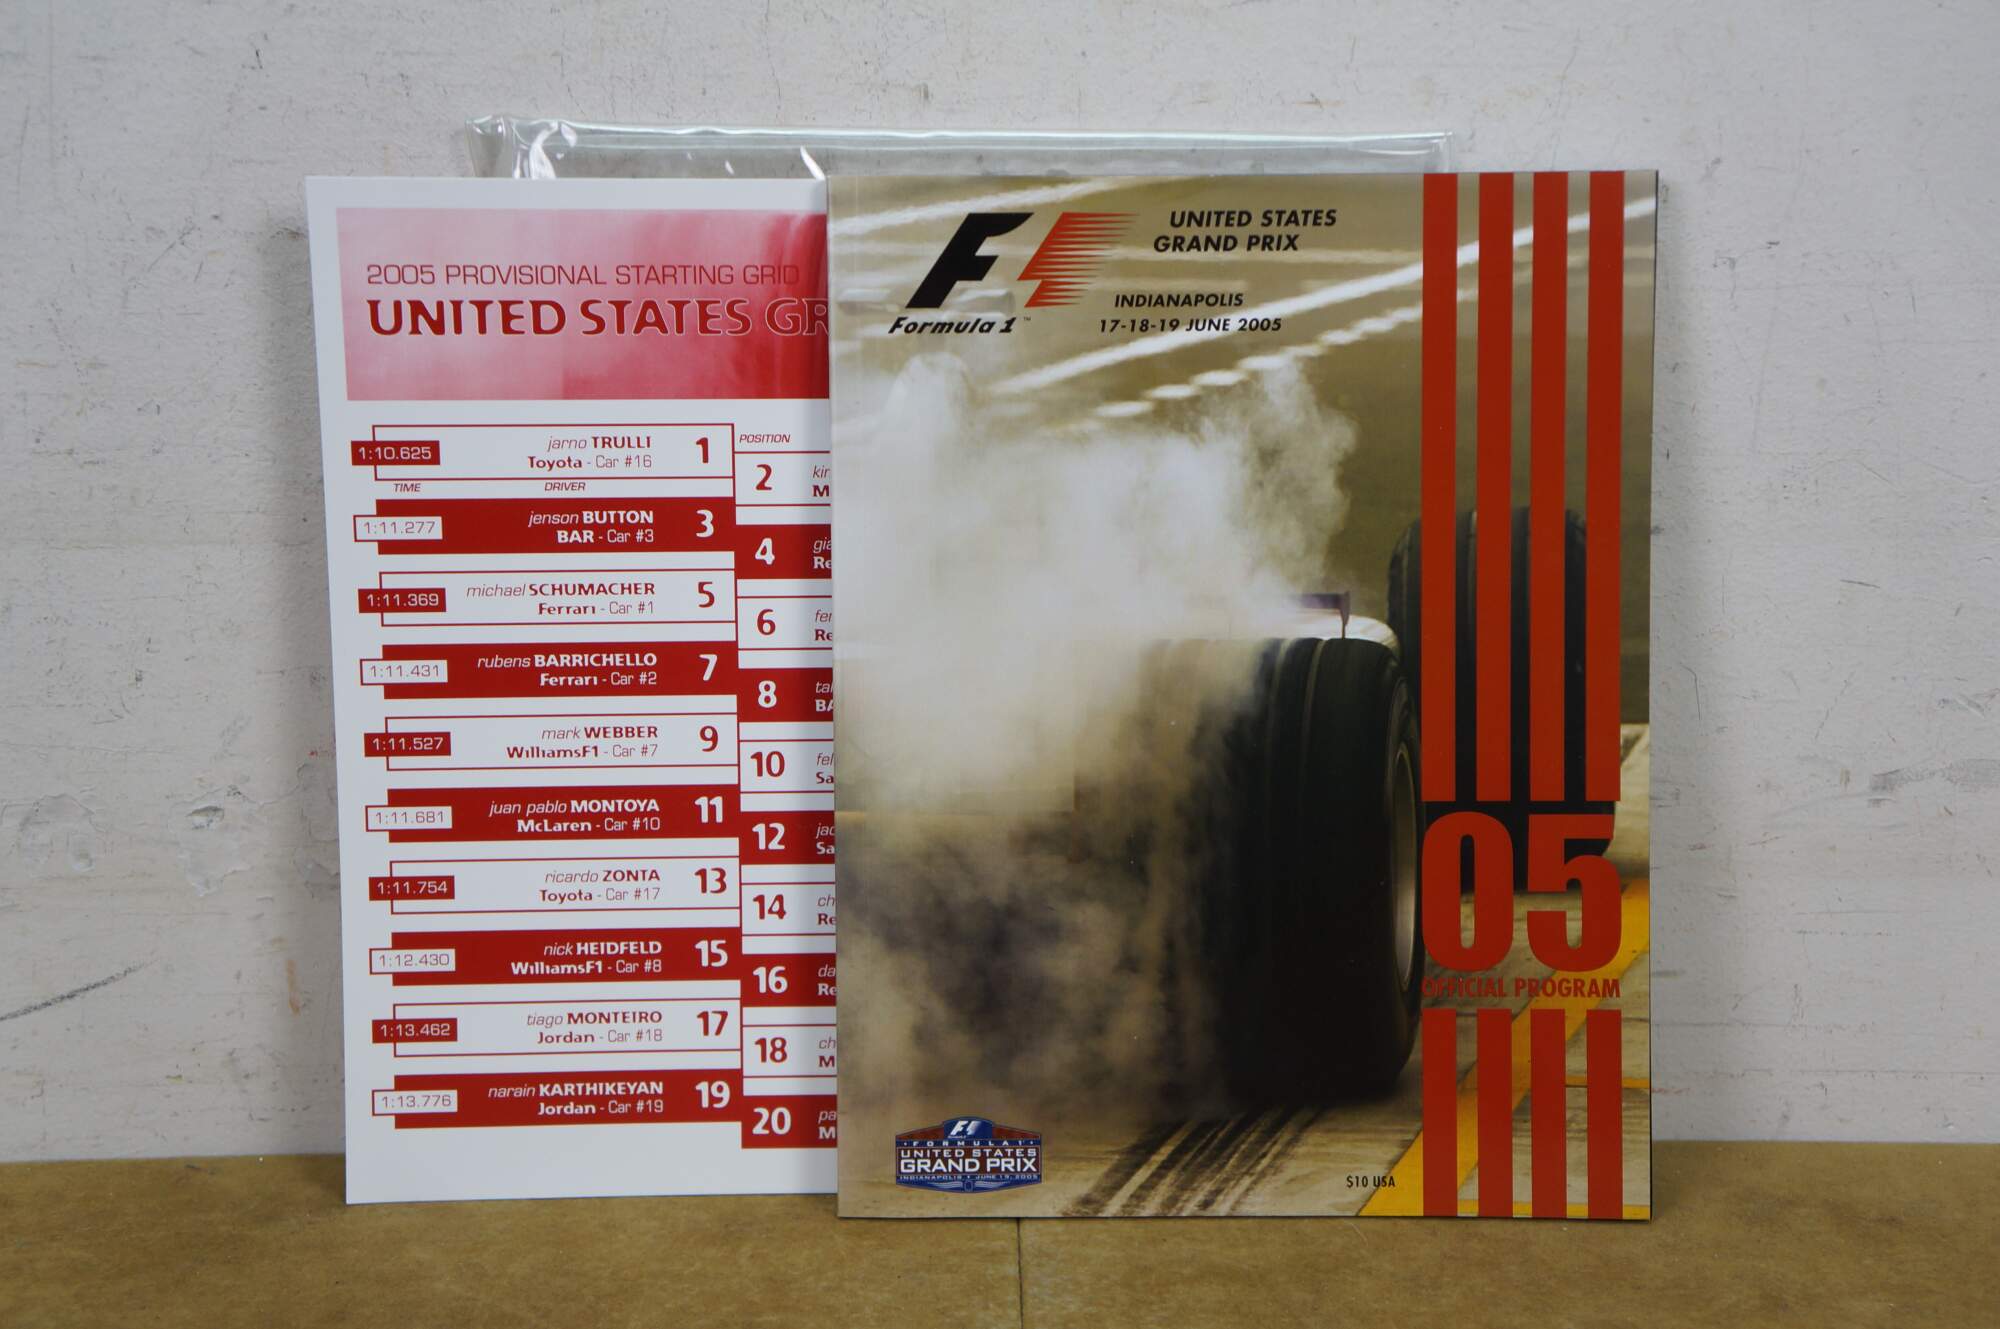 2005 PROVISIONAL STARTING GRID
UNITED STATES GR
1:10.625
jarno TRULLI
Toyota - Car #16
1
TIME
DRIVER
POSITION
2
1:11.277
jenson BUTTON
BAR - Car #3
3
4
1:11.369
michael SCHUMACHER
Ferrari - Car #1
5
6
1:11.431
rubens BARRICHELLO
Ferrari - Car #2
7
8
1:11.527
mark WEBBER
WilliamsF1 - Car #7
9
10
1:11.681
juan pablo MONTOYA
McLaren - Car #10
11
12
1:11.754
ricardo ZONTA
Toyota - Car #17
13
14
1:12.430
nick HEIDFELD
WilliamsF1 - Car #8
15
16
1:13.462
tiago MONTEIRO
Jordan - Car #18
17
18
1:13.776
narain KARTHIKEYAN
Jordan - Car #19
19
20
F1
Formula 1 ™
UNITED STATES
GRAND PRIX
INDIANAPOLIS
17-18-19 JUNE 2005
05
OFFICIAL PROGRAM
F1
FORMULA 1
UNITED STATES
GRAND PRIX
INDIANAPOLIS • JUNE 19, 2005
$10 USA